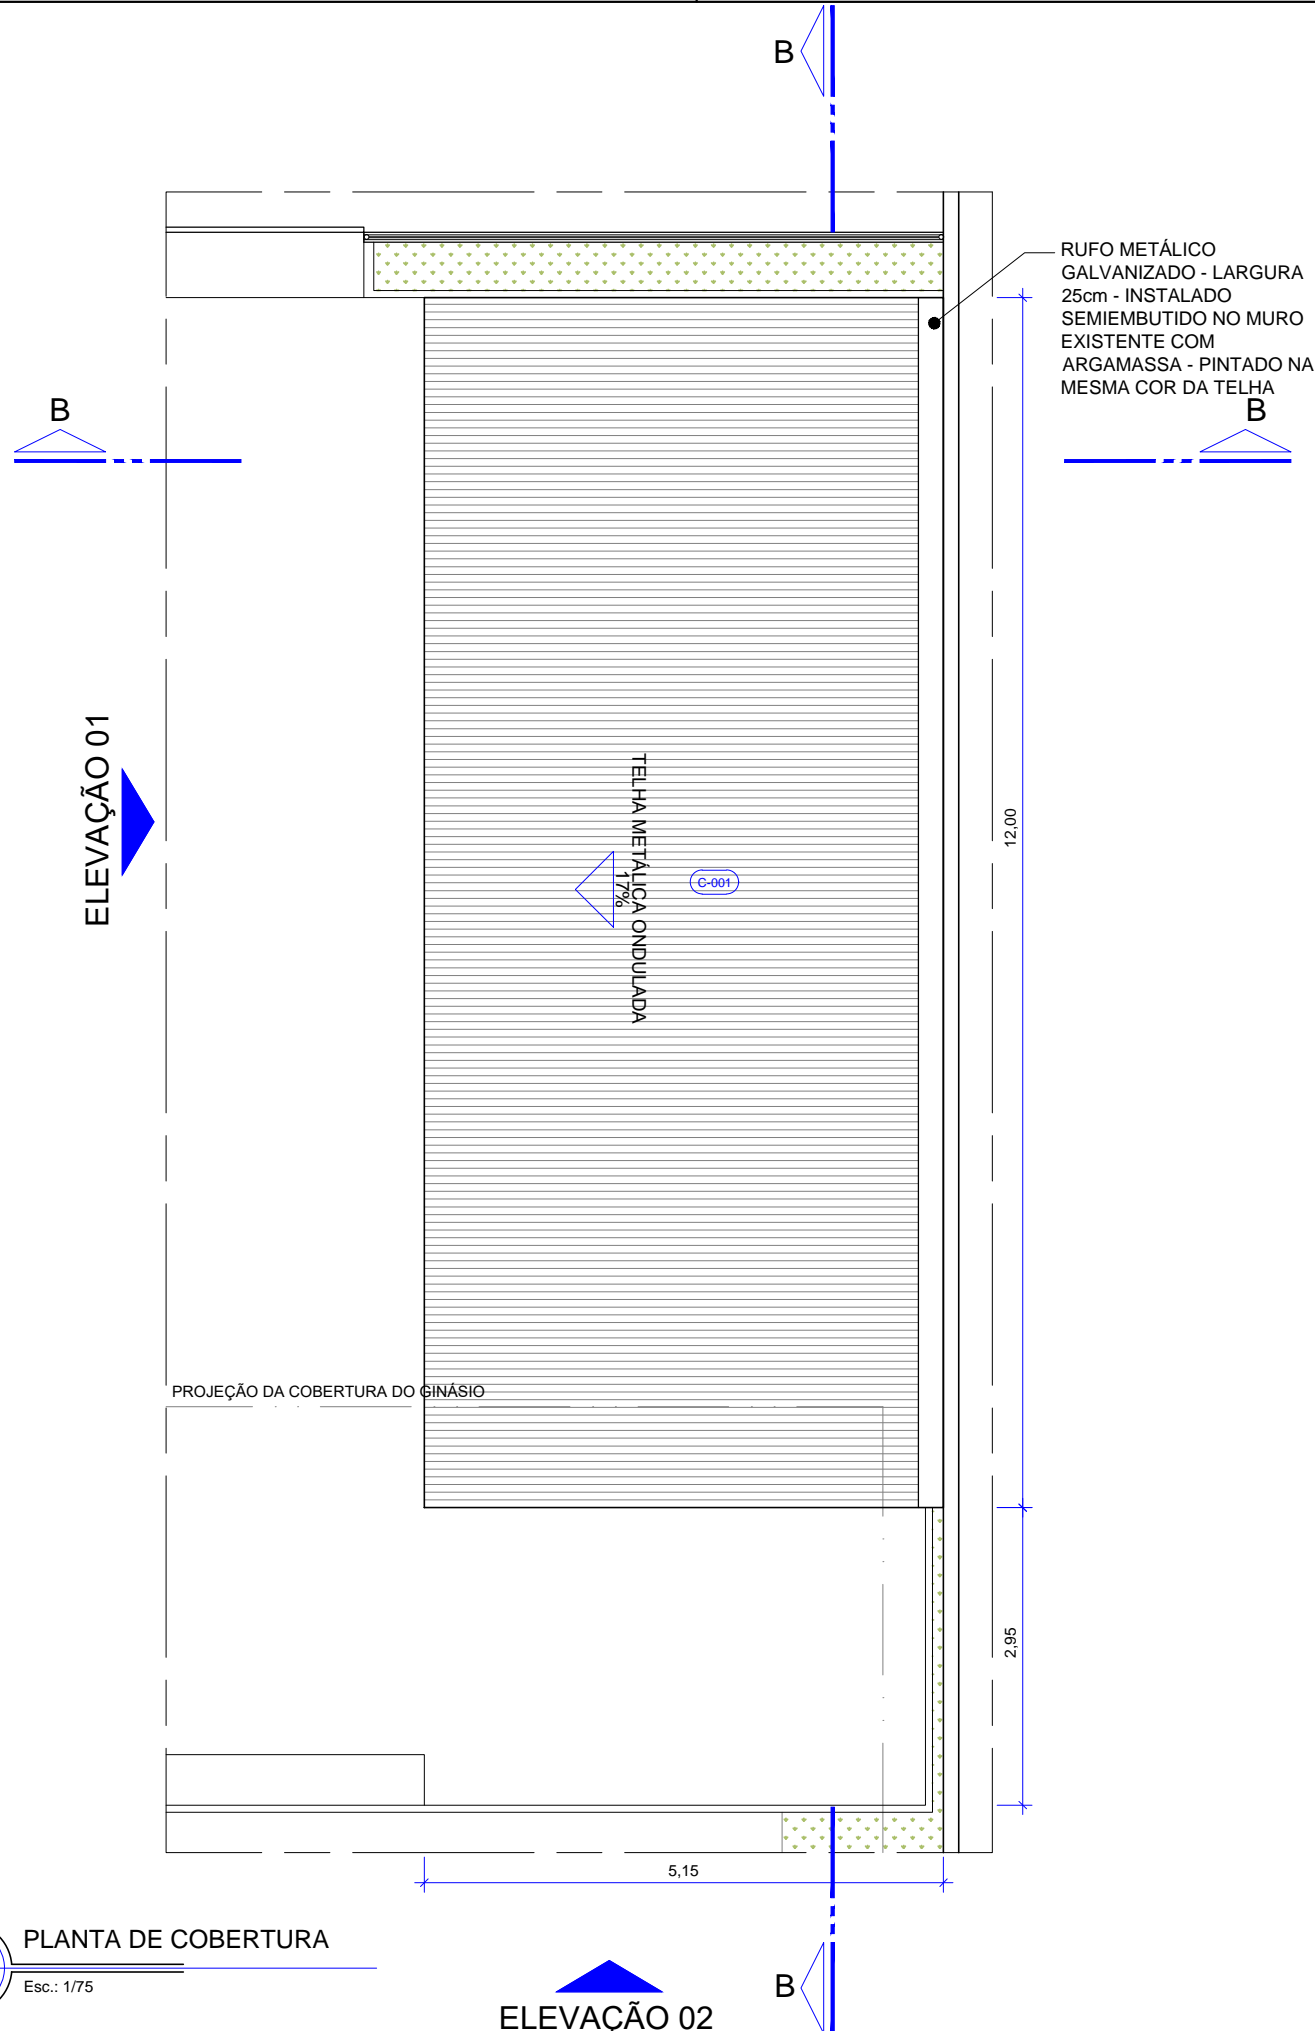 B
RUFO METÁLICO
GALVANIZADO - LARGURA
25cm - INSTALADO
SEMIEMBUTIDO NO MURO
EXISTENTE COM
ARGAMASSA - PINTADO NA
MESMA COR DA TELHA
B
B
ELEVAÇÃO 01
TELHA METÁLICA ONDULADA
17%
C-001
12,00
PROJEÇÃO DA COBERTURA DO GINÁSIO
2,95
5,15
PLANTA DE COBERTURA
Esc.: 1/75
B
ELEVAÇÃO 02